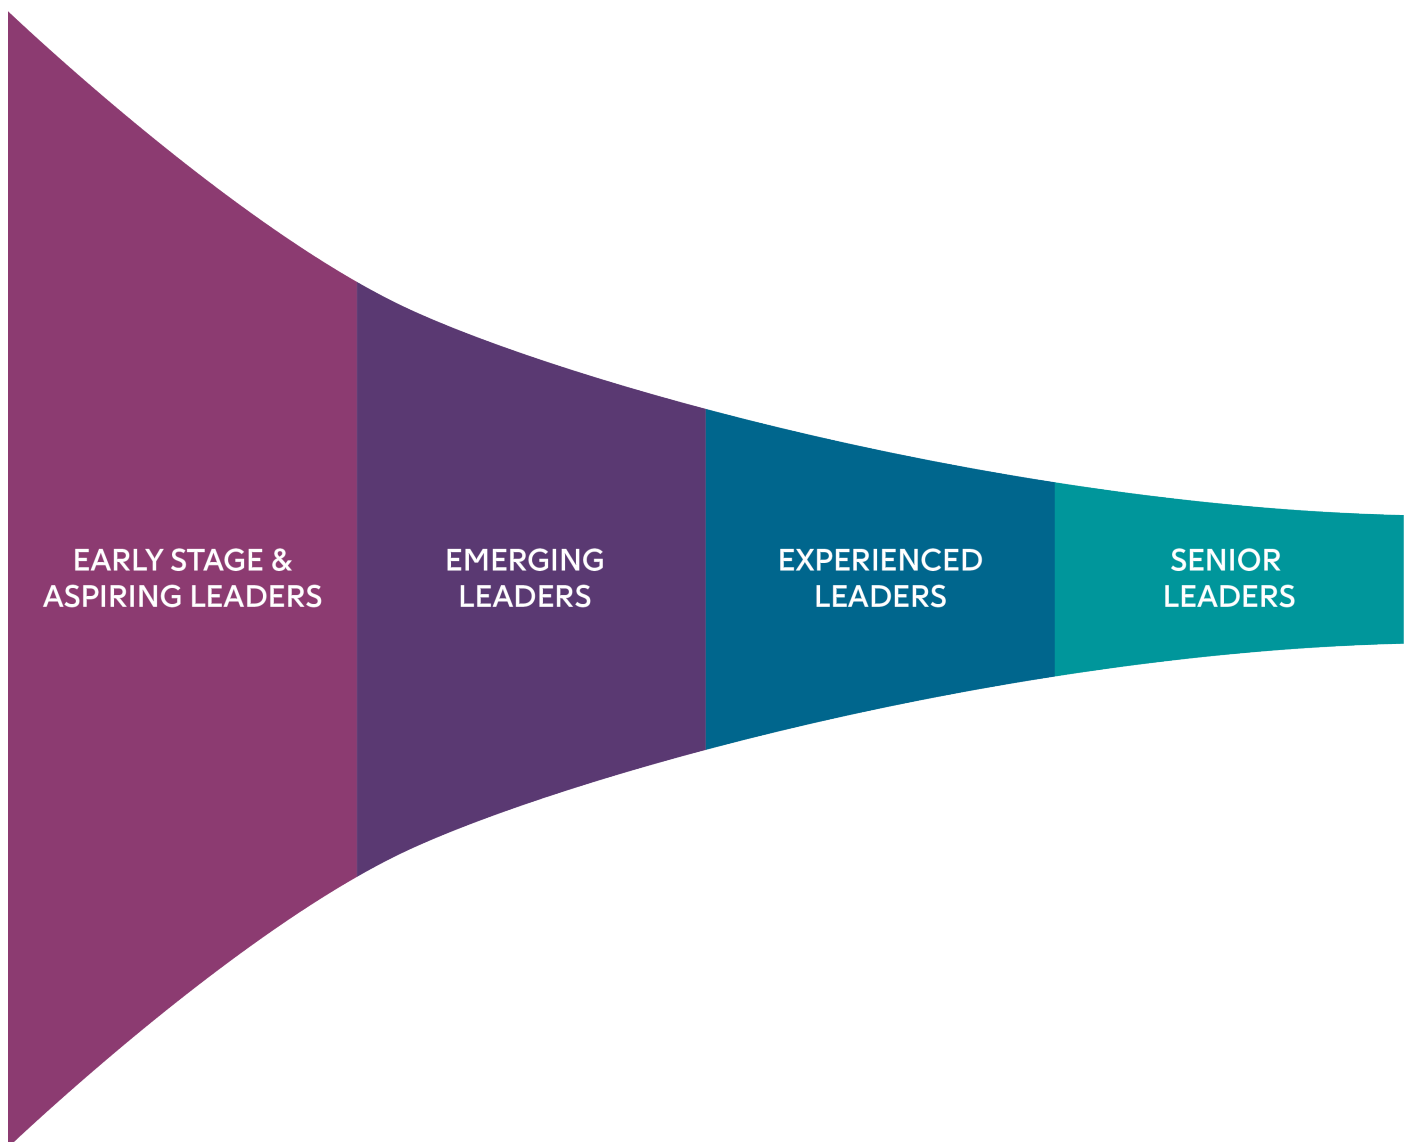 EARLY STAGE &
ASPIRING LEADERS
EMERGING
LEADERS
EXPERIENCED
LEADERS
SENIOR
LEADERS